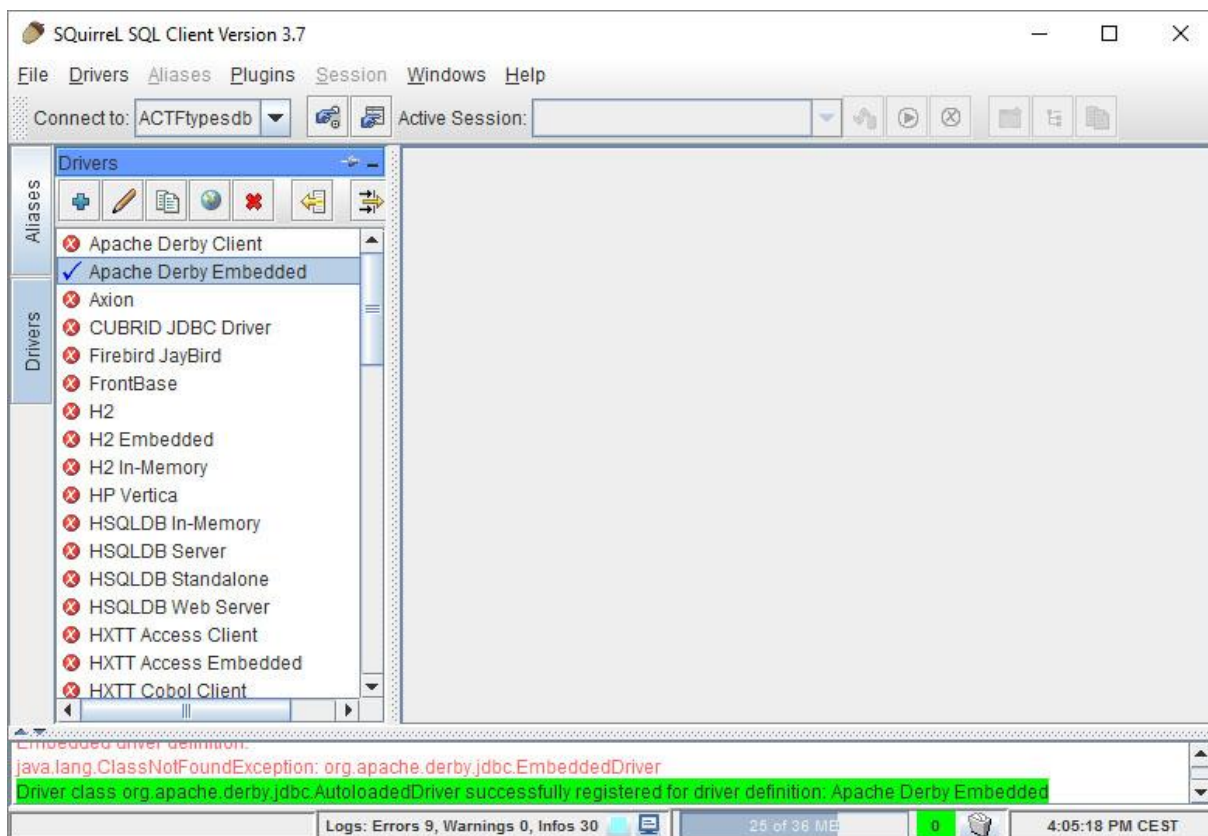 SQuirreL SQL Client Version 3.7
File Drivers Aliases Plugins Session Windows Help
Connect to: ACTFtypesdb Active Session:
Aliases
Drivers
Drivers
Apache Derby Client
Apache Derby Embedded
Axion
CUBRID JDBC Driver
Firebird JayBird
FrontBase
H2
H2 Embedded
H2 In-Memory
HP Vertica
HSQLDB In-Memory
HSQLDB Server
HSQLDB Standalone
HSQLDB Web Server
HXTT Access Client
HXTT Access Embedded
HXTT Cobol Client
Embedded driver definition:
java.lang.ClassNotFoundException: org.apache.derby.jdbc.EmbeddedDriver
Driver class org.apache.derby.jdbc.AutoloadedDriver successfully registered for driver definition: Apache Derby Embedded
Logs: Errors 9, Warnings 0, Infos 30 25 of 36 MB 0 4:05:18 PM CEST